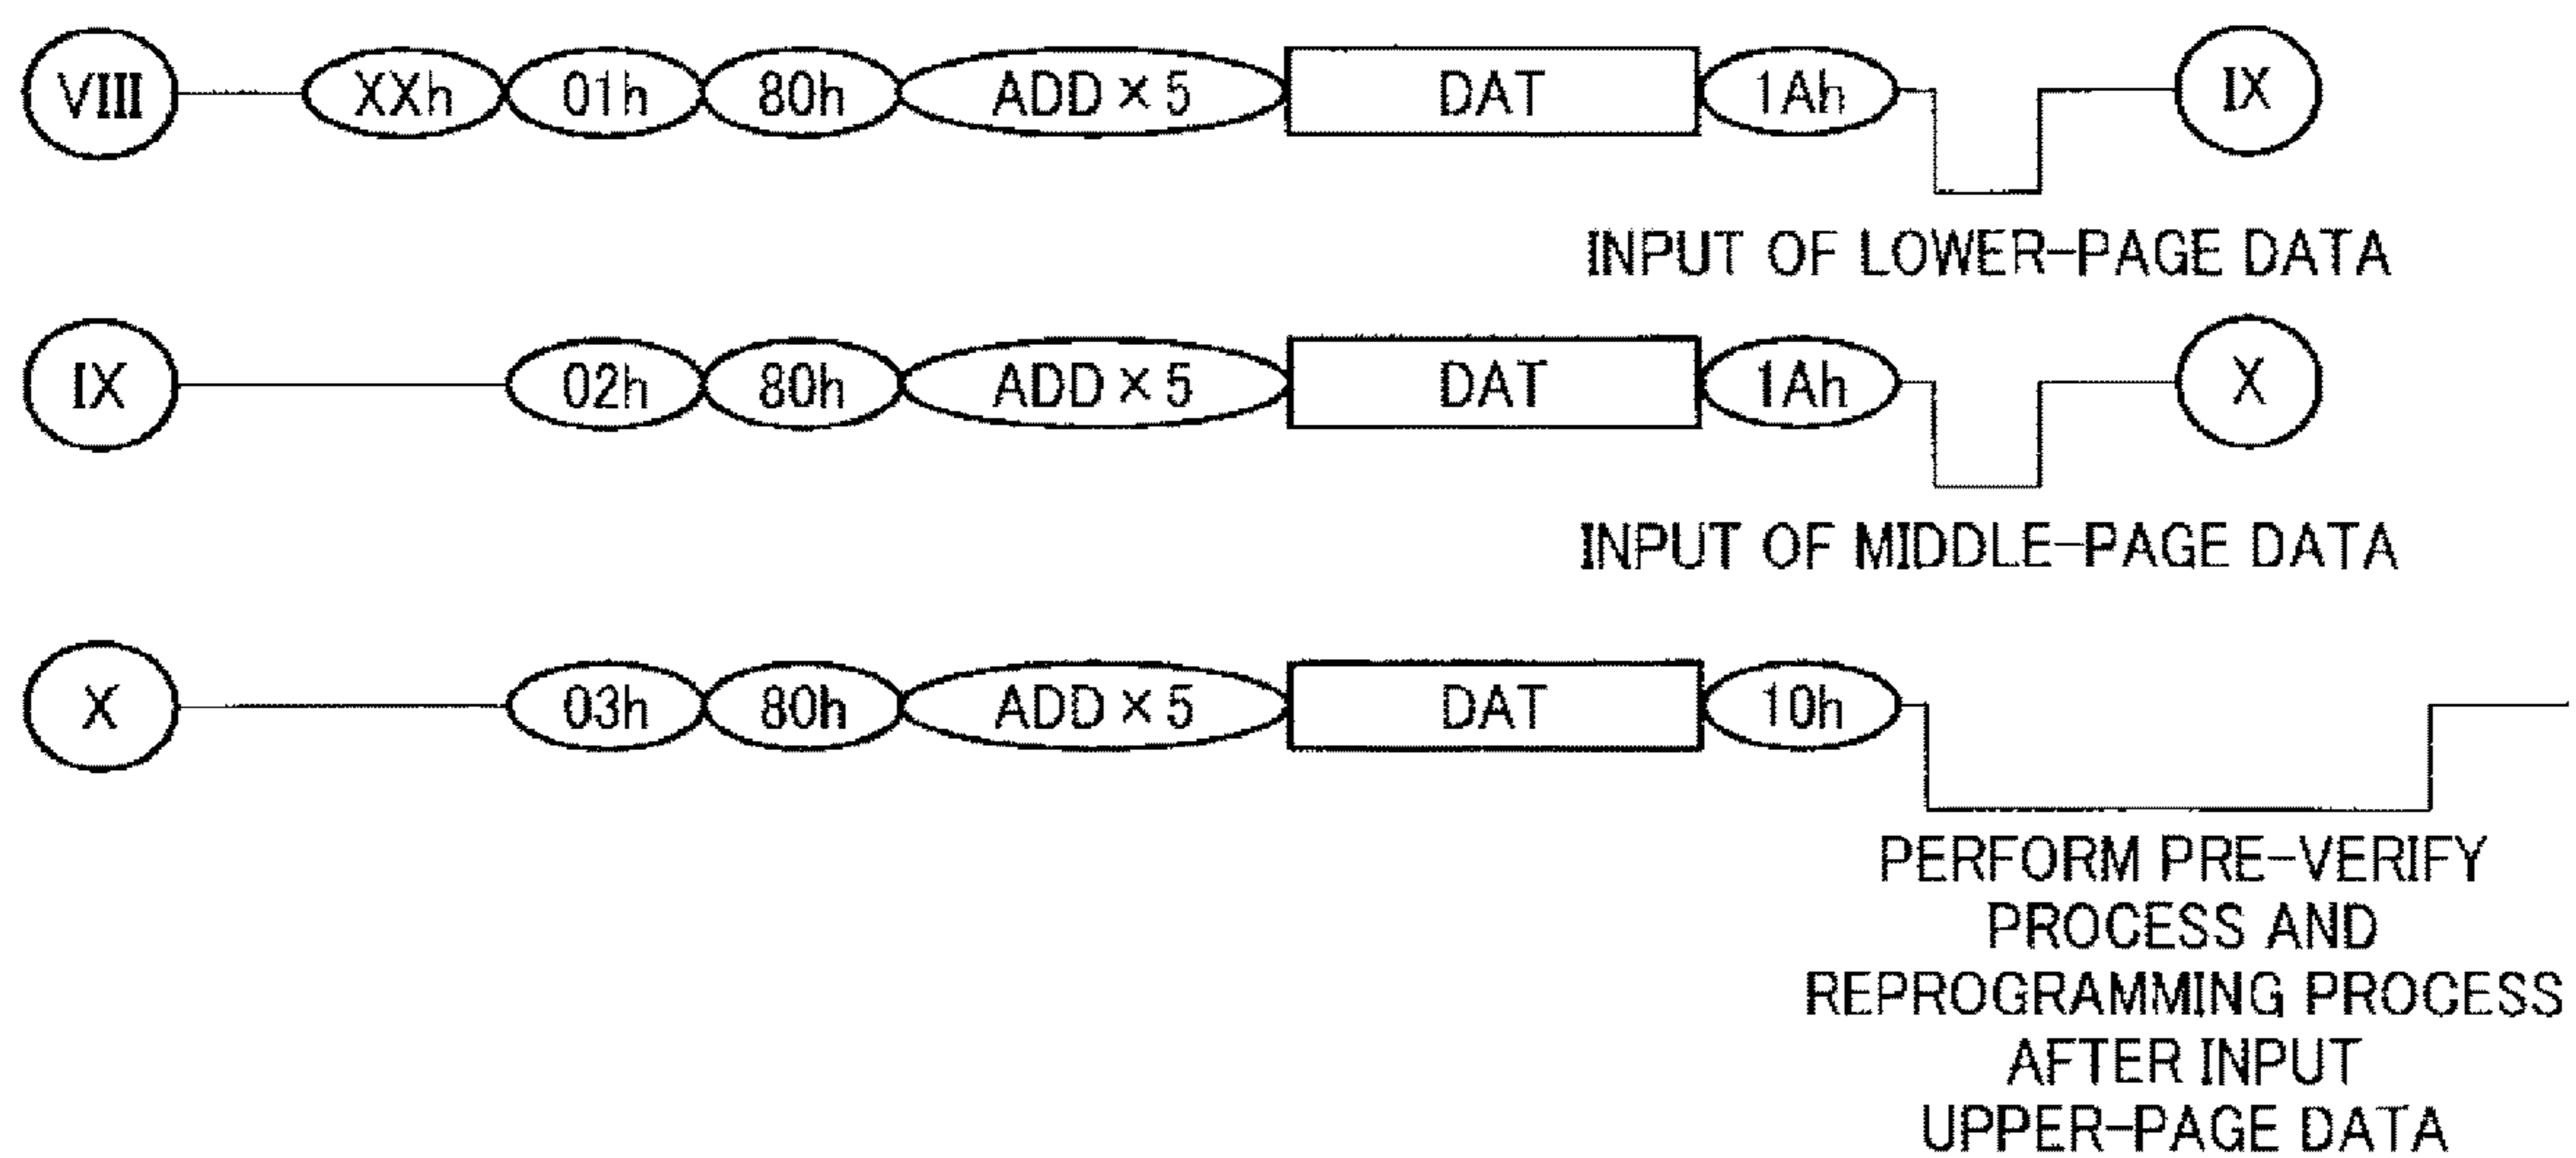 VIII XXh 01h 80h ADD × 5 DAT 1Ah IX
INPUT OF LOWER-PAGE DATA
IX 02h 80h ADD × 5 DAT 1Ah X
INPUT OF MIDDLE-PAGE DATA
X 03h 80h ADD × 5 DAT 10h
PERFORM PRE-VERIFY
PROCESS AND
REPROGRAMMING PROCESS
AFTER INPUT
UPPER-PAGE DATA